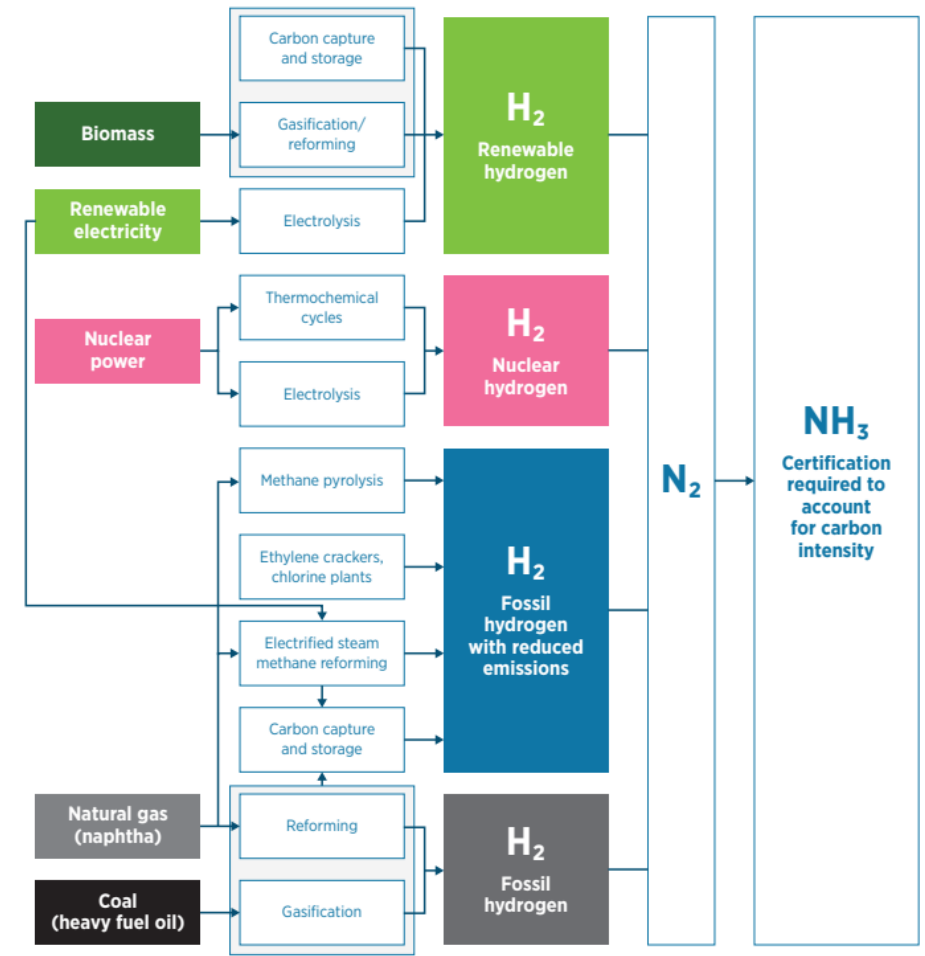 Carbon capture
and storage
Biomass
Gasification/
reforming
H₂
Renewable
hydrogen
Renewable
electricity
Electrolysis
Thermochemical
cycles
Nuclear
power
Electrolysis
H₂
Nuclear
hydrogen
Methane pyrolysis
Ethylene crackers,
chlorine plants
Electrified steam
methane reforming
Carbon capture
and storage
H₂
Fossil
hydrogen
with reduced
emissions
Natural gas
(naphtha)
Reforming
Coal
(heavy fuel oil)
Gasification
H₂
Fossil
hydrogen
N₂
NH₃
Certification
required to
account
for carbon
intensity